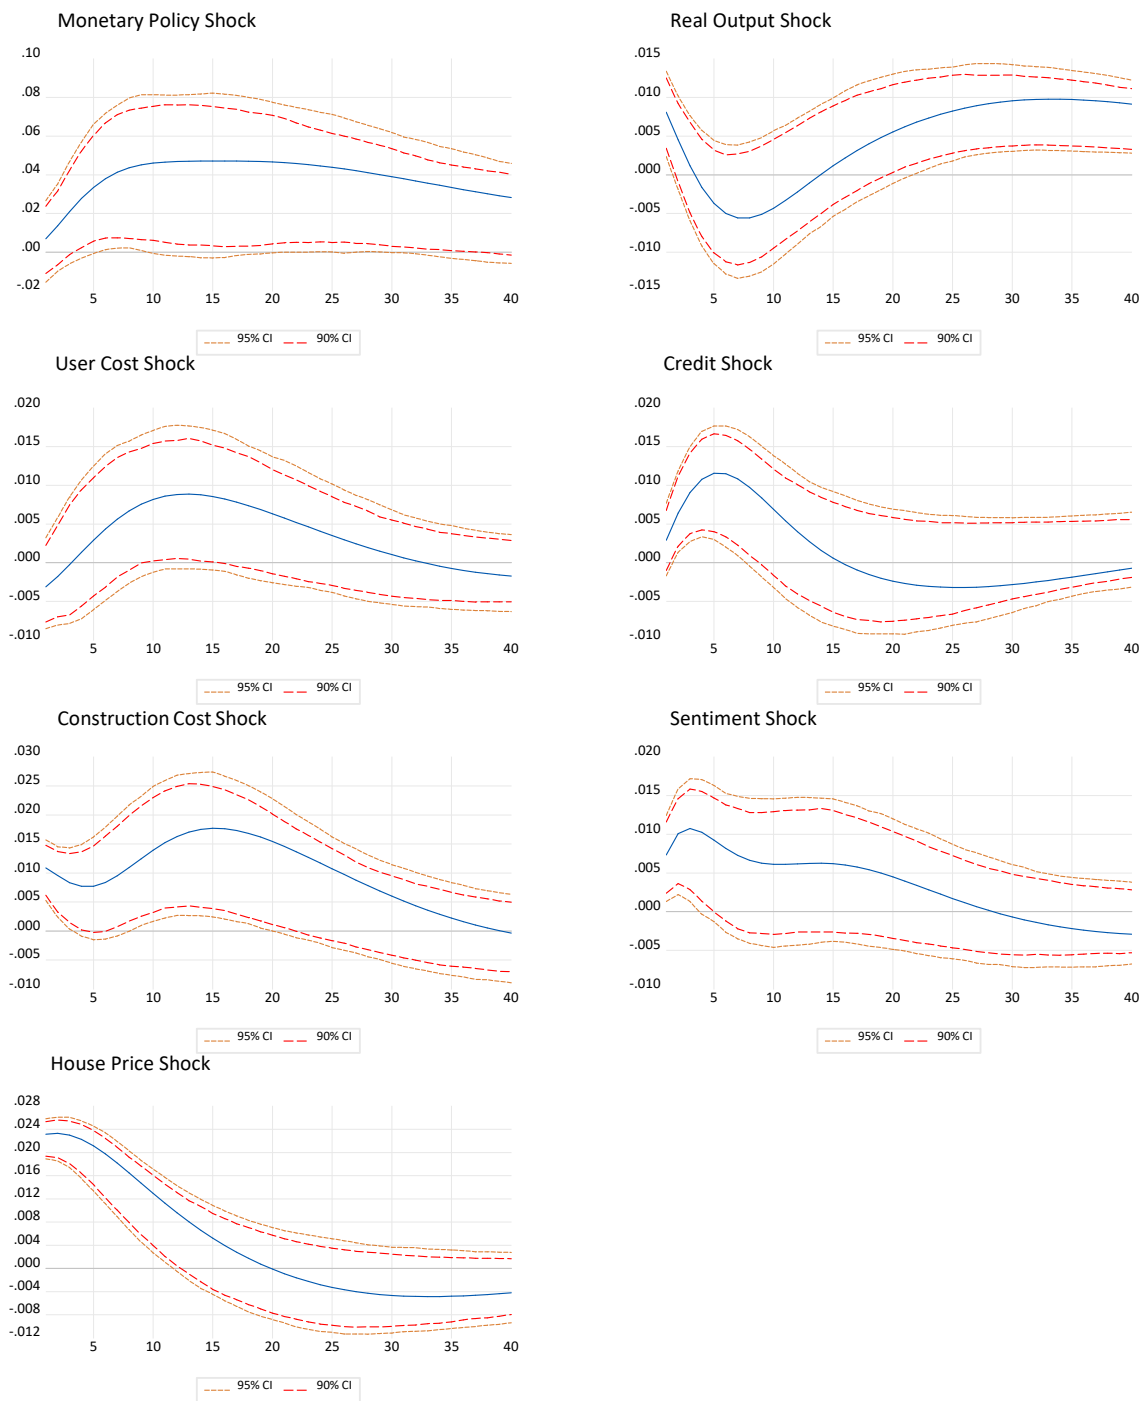 Monetary Policy Shock
.10
.08
.06
.04
.02
.00
-.02
5 10 15 20 25 30 35 40
95% CI 90% CI
Real Output Shock
.015
.010
.005
.000
-.005
-.010
-.015
5 10 15 20 25 30 35 40
95% CI 90% CI
User Cost Shock
.020
.015
.010
.005
.000
-.005
-.010
5 10 15 20 25 30 35 40
95% CI 90% CI
Credit Shock
.020
.015
.010
.005
.000
-.005
-.010
5 10 15 20 25 30 35 40
95% CI 90% CI
Construction Cost Shock
.030
.025
.020
.015
.010
.005
.000
-.005
-.010
5 10 15 20 25 30 35 40
95% CI 90% CI
Sentiment Shock
.020
.015
.010
.005
.000
-.005
-.010
5 10 15 20 25 30 35 40
95% CI 90% CI
House Price Shock
.028
.024
.020
.016
.012
.008
.004
.000
-.004
-.008
-.012
5 10 15 20 25 30 35 40
95% CI 90% CI